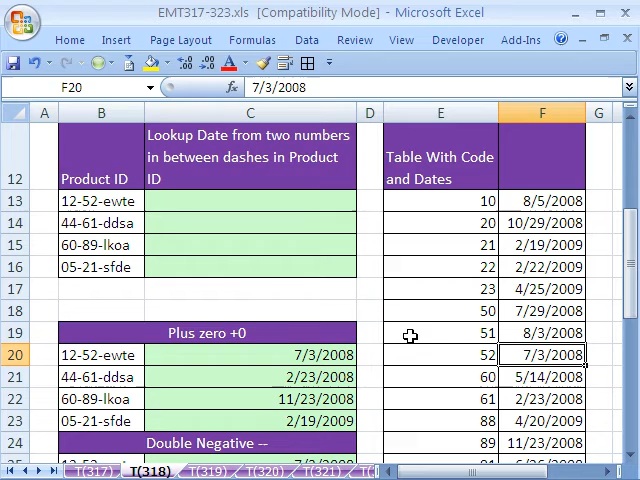 EMT317-323.xls [Compatibility Mode] - Microsoft Excel
Home Insert Page Layout Formulas Data Review View Developer Add-Ins
F20 fx 7/3/2008
A B C D E F G
12 Product ID Lookup Date from two numbers
in between dashes in Product
ID
Table With Code
and Dates
13 12-52-ewte 10 8/5/2008
14 44-61-ddsa 20 10/29/2008
15 60-89-lkoa 21 2/19/2009
16 05-21-sfde 22 2/22/2009
17 23 4/25/2009
18 50 7/29/2008
19 Plus zero +0 51 8/3/2008
20 12-52-ewte 7/3/2008 52 7/3/2008
21 44-61-ddsa 2/23/2008 60 5/14/2008
22 60-89-lkoa 11/23/2008 61 2/23/2008
23 05-21-sfde 2/19/2009 88 4/20/2009
24 Double Negative -- 89 11/23/2008
T(317) T(318) T(319) T(320) T(321)